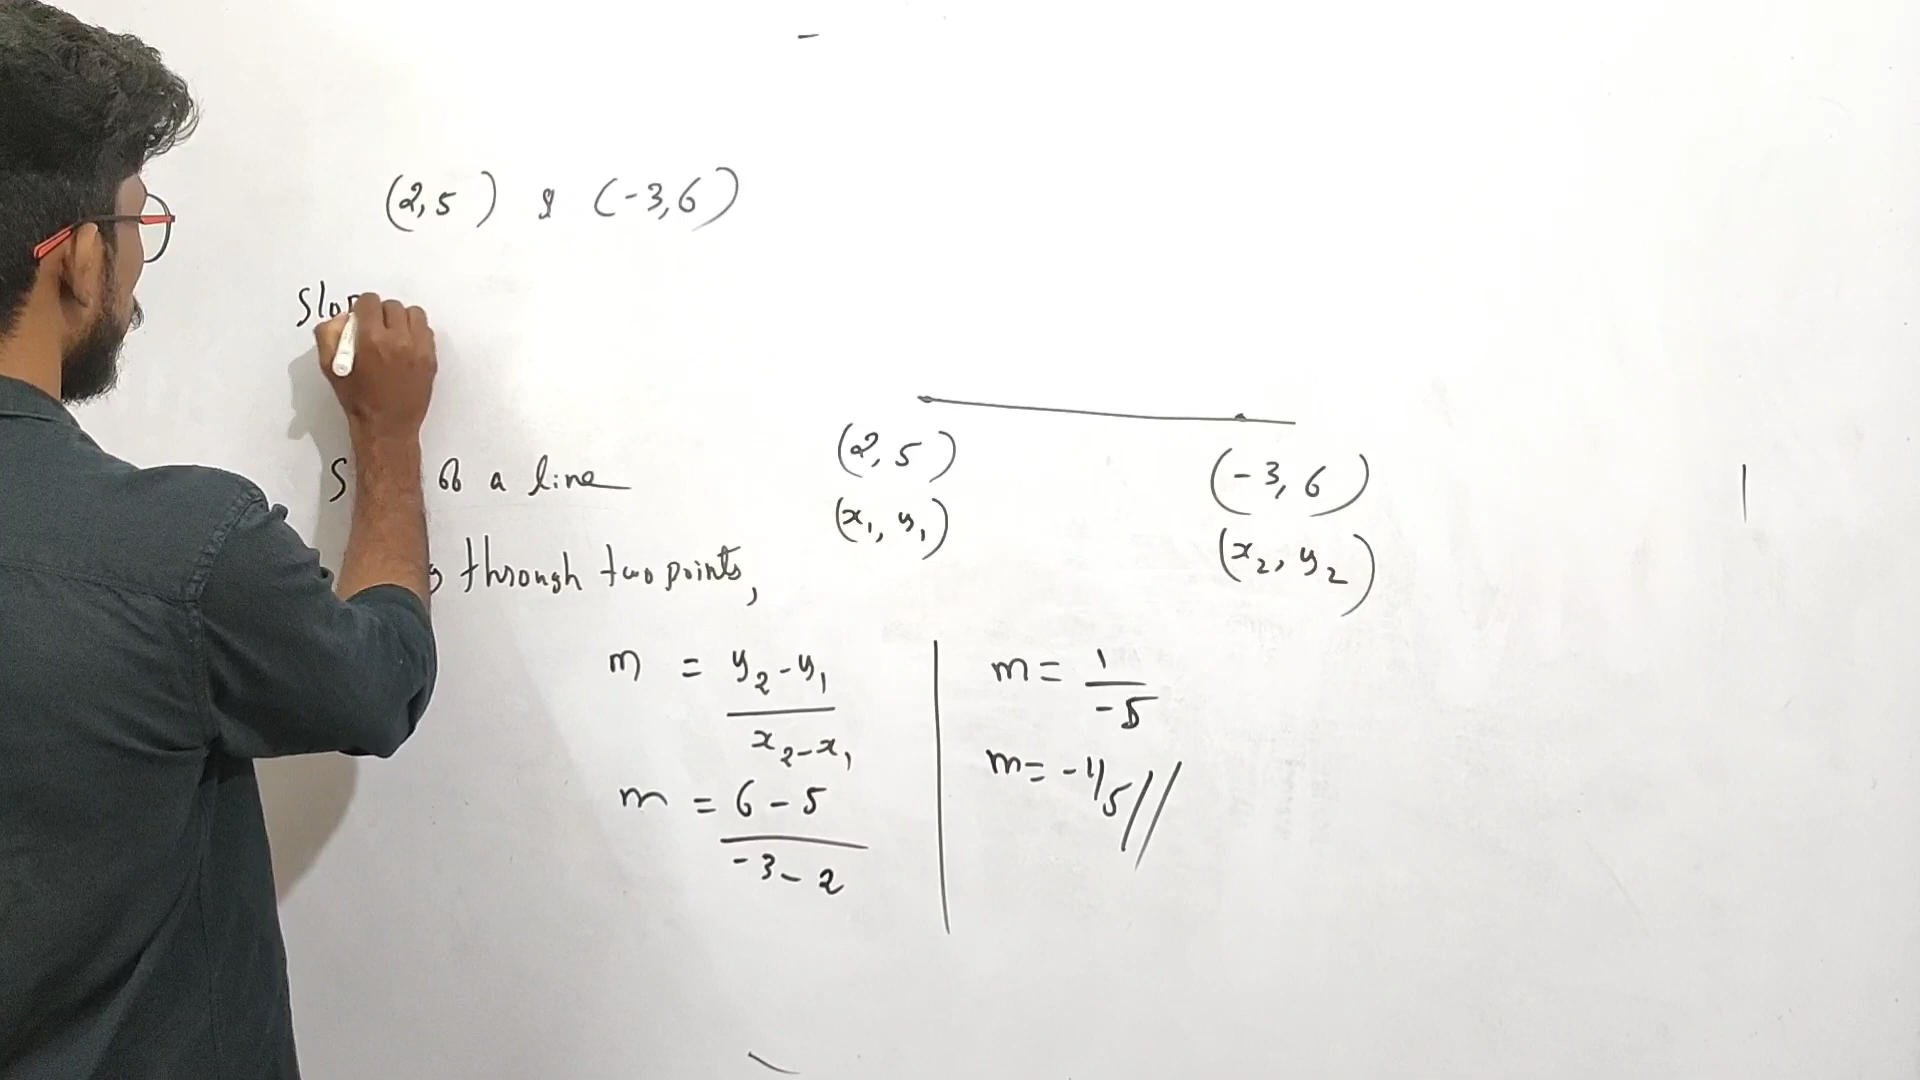 (2,5) & (-3,6)
of a line
through two points,
(2,5)
(x₁, y₁)
(-3,6)
(x₂, y₂)
m = y₂-y₁
x₂-x₁
m = 6-5
-3-2
m = 1
-5
m = -1/5//